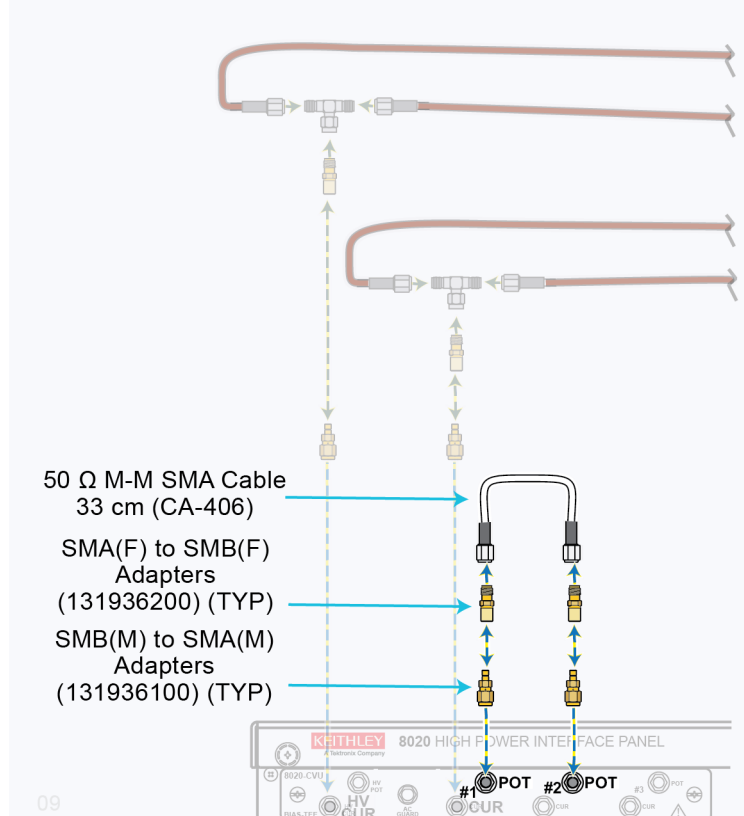 50 Ω M-M SMA Cable
33 cm (CA-406)
SMA(F) to SMB(F)
Adapters
(131936200) (TYP)
SMB(M) to SMA(M)
Adapters
(131936100) (TYP)
KEITHLEY
A Tektronix Company
8020 HIGH POWER INTERFACE PANEL
8020-CVU
HV
POT
#1 POT
#2 POT
#3 POT
09
BIAS-TEE
HV
CUR
AC
GUARD
CUR
CUR
CUR